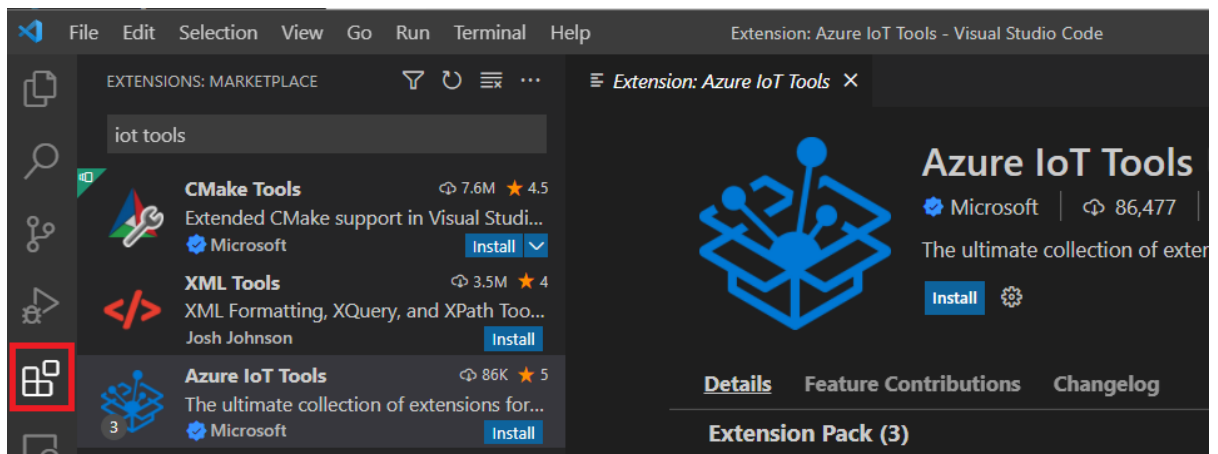 File Edit Selection View Go Run Terminal Help
Extension: Azure IoT Tools - Visual Studio Code
EXTENSIONS: MARKETPLACE
iot tools
CMake Tools 7.6M 4.5
Extended CMake support in Visual Studi...
Microsoft Install
XML Tools 3.5M 4
XML Formatting, XQuery, and XPath Too...
Josh Johnson Install
Azure IoT Tools 86K 5
The ultimate collection of extensions for...
3 Microsoft Install
Extension: Azure IoT Tools
Azure IoT Tools
Microsoft 86,477
The ultimate collection of exten
Install
Details Feature Contributions Changelog
Extension Pack (3)